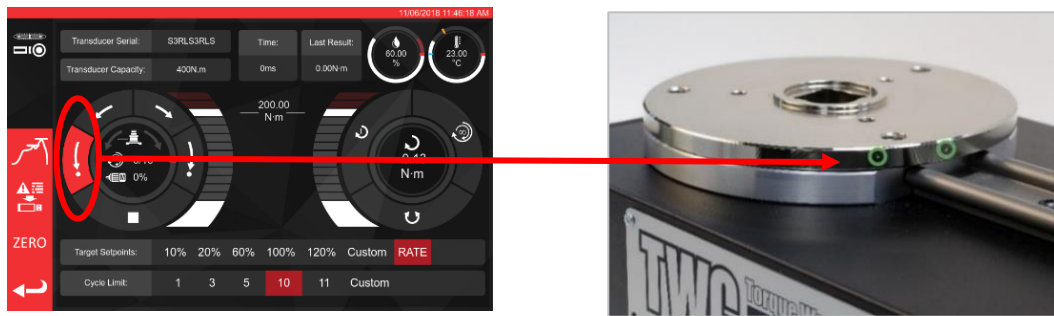 11/06/2018 11:46:18 AM
Transducer Serial: S3RLS3RLS Time: Last Result:
60.00
%
23.00
°C
Transducer Capacity: 400N.m 0ms 0.00N·m
200.00
N·m
0%
N·m
ZERO
Target Setpoints: 10% 20% 60% 100% 120% Custom RATE
Cycle Limit: 1 3 5 10 11 Custom
TWC